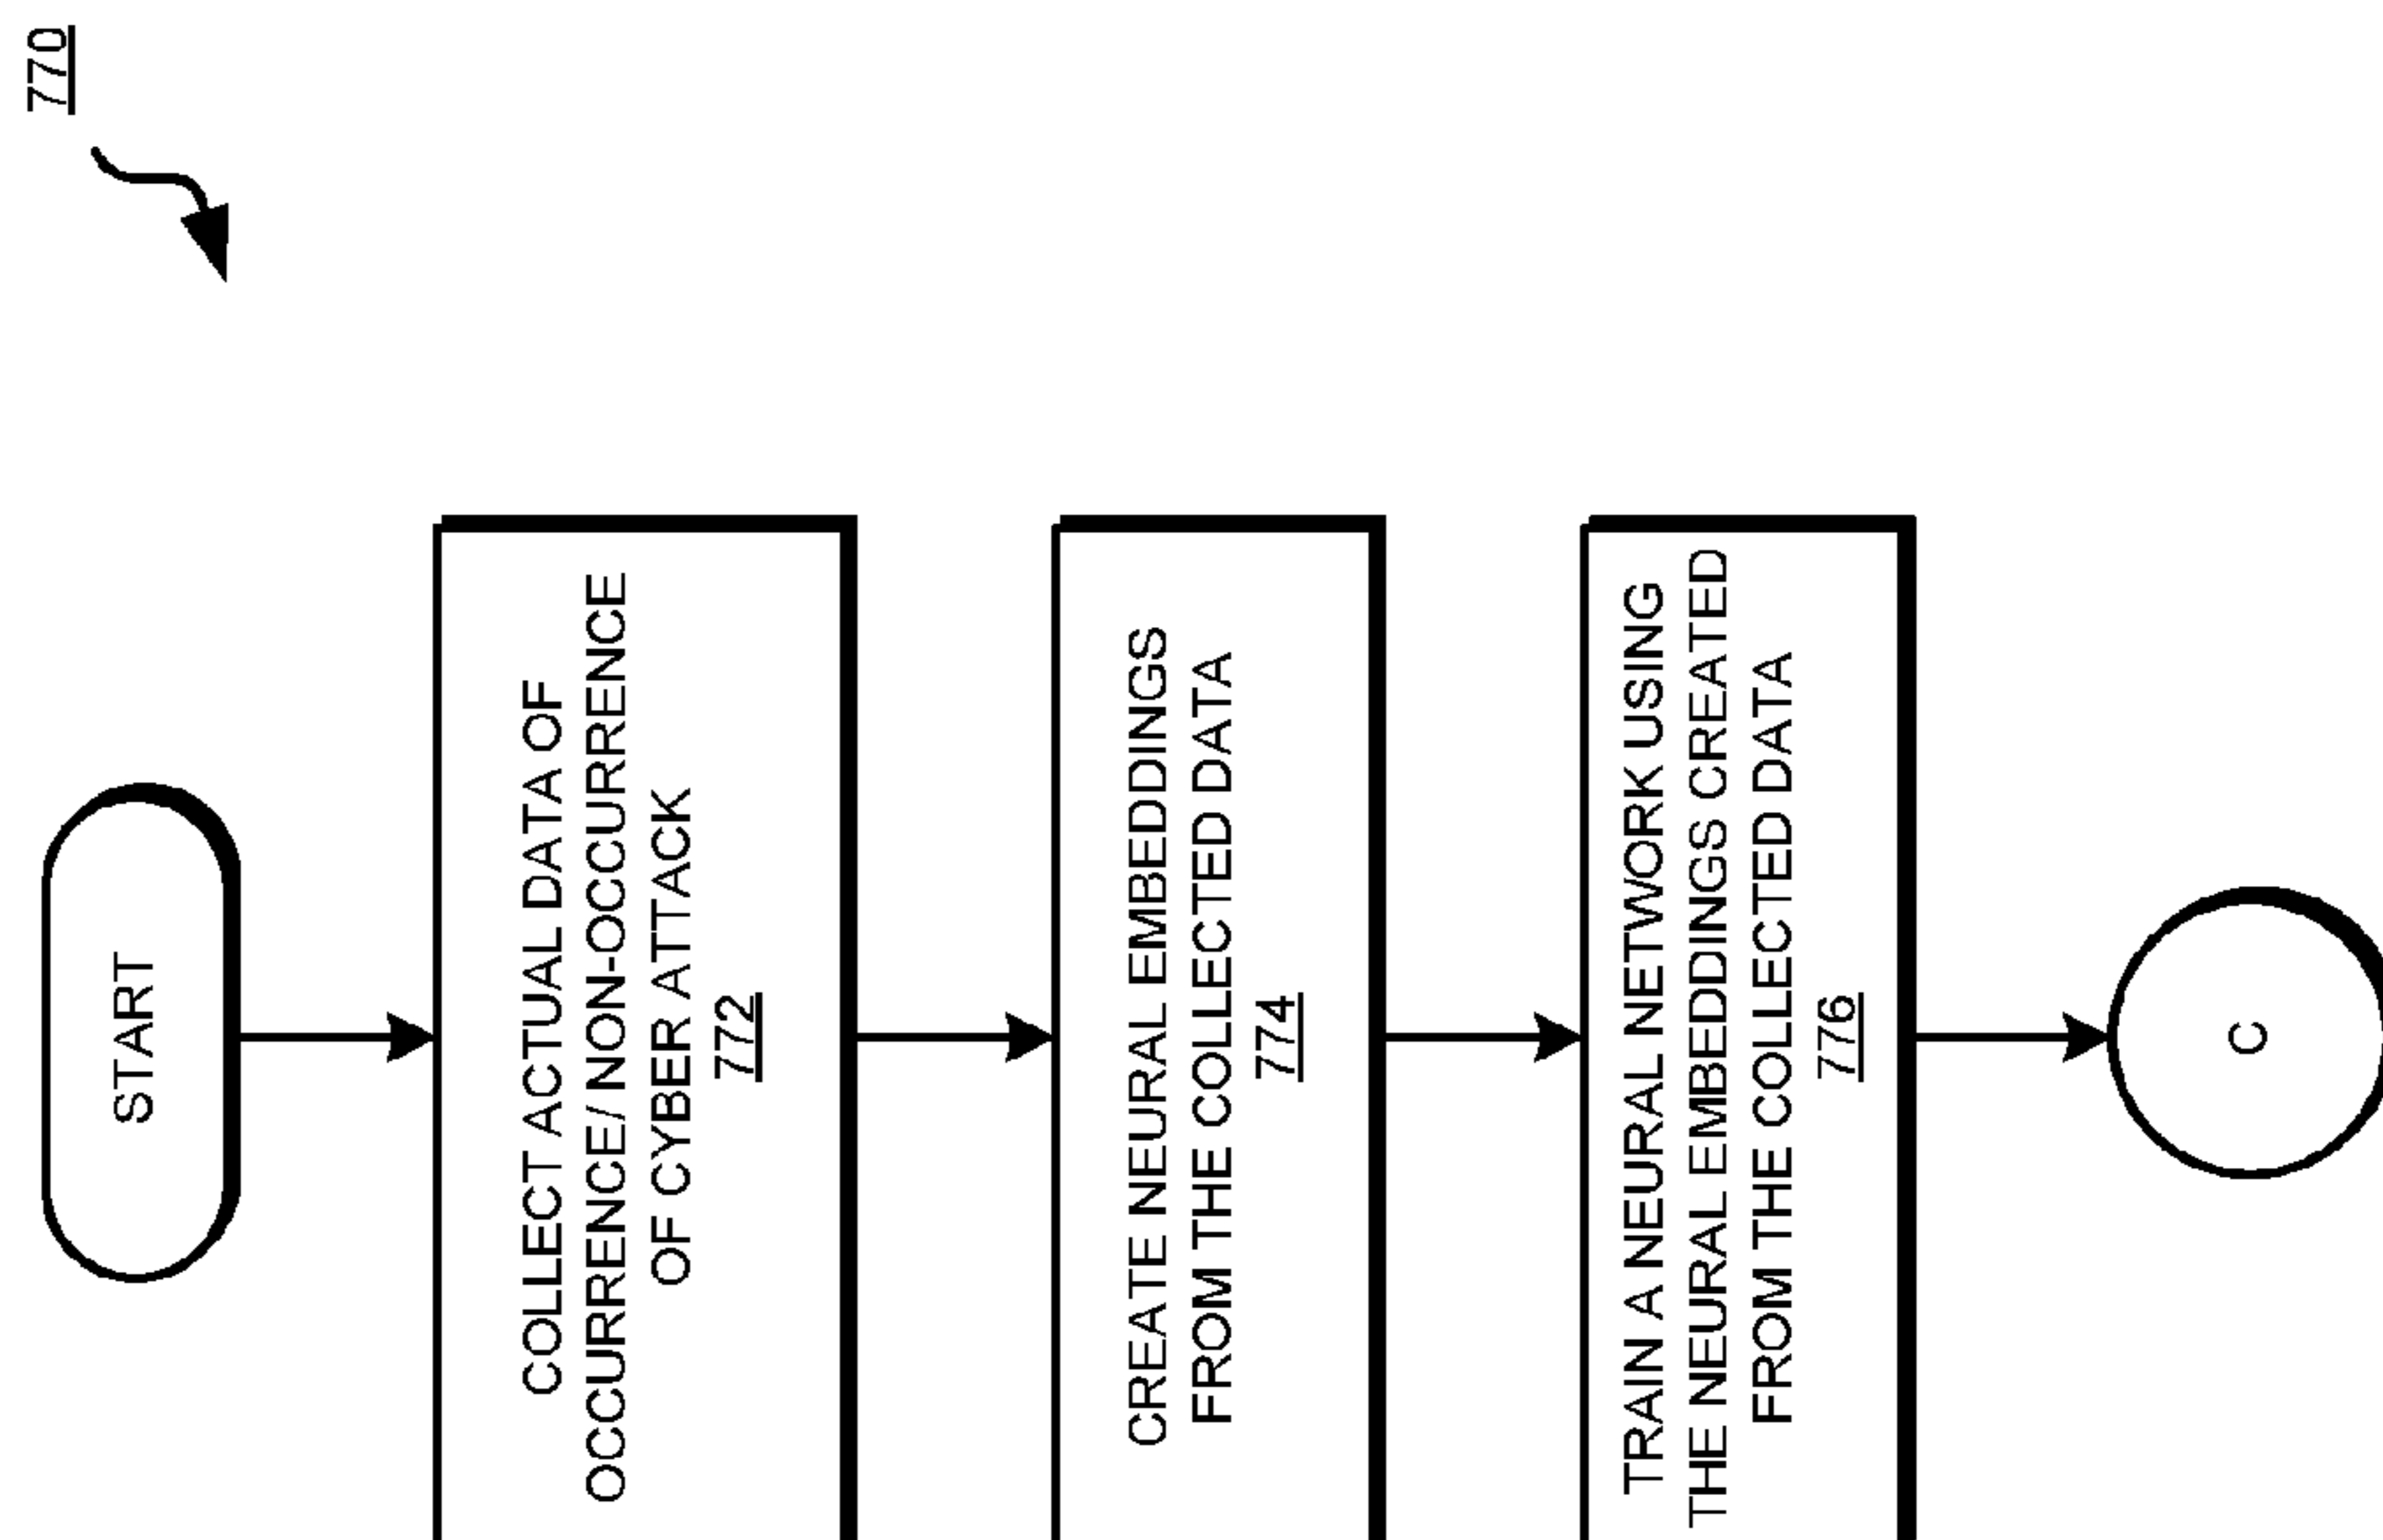 770
START
COLLECT ACTUAL DATA OF
OCCURRENCE/ NON-OCCURRENCE
OF CYBER ATTACK
772
CREATE NEURAL EMBEDDINGS
FROM THE COLLECTED DATA
774
TRAIN A NEURAL NETWORK USING
THE NEURAL EMBEDDINGS CREATED
FROM THE COLLECTED DATA
776
C